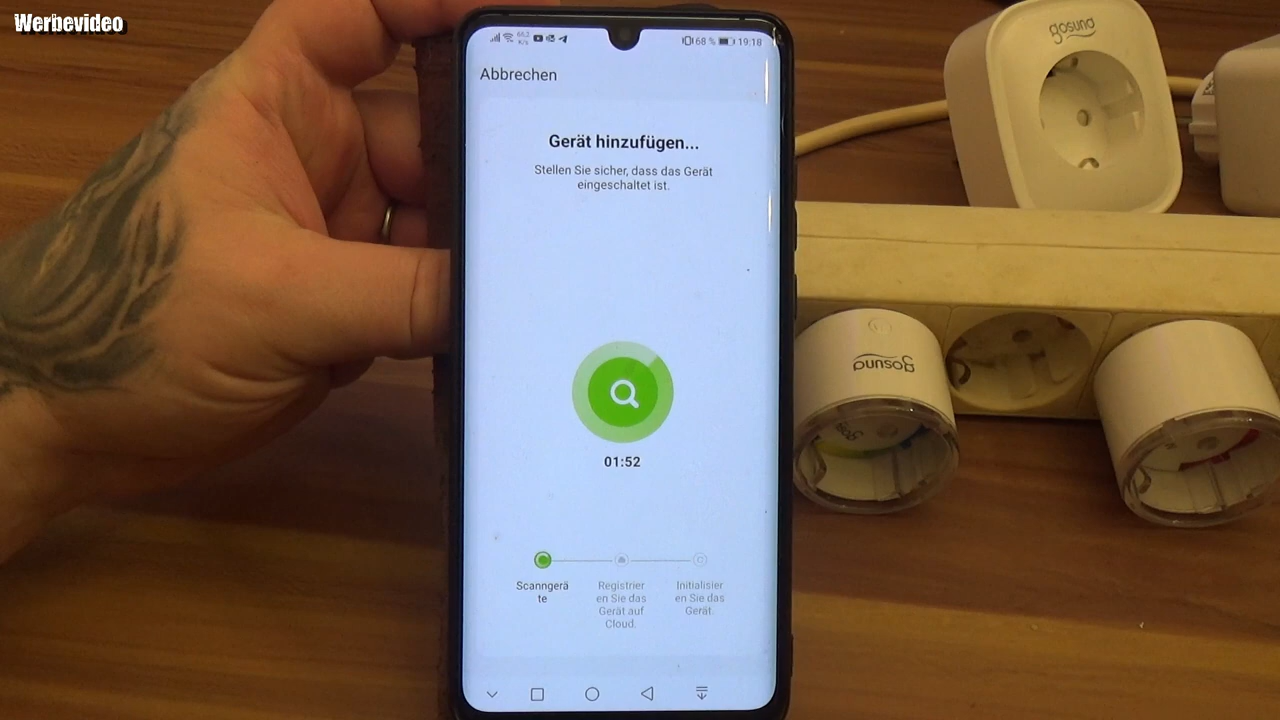 Werbevideo
68 % 19:18
Abbrechen
Gerät hinzufügen...
Stellen Sie sicher, dass das Gerät
eingeschaltet ist.
01:52
Scanngerä
te
Registrier
en Sie das
Gerät auf
Cloud.
Initialisier
en Sie das
Gerät.
gosund
gosund